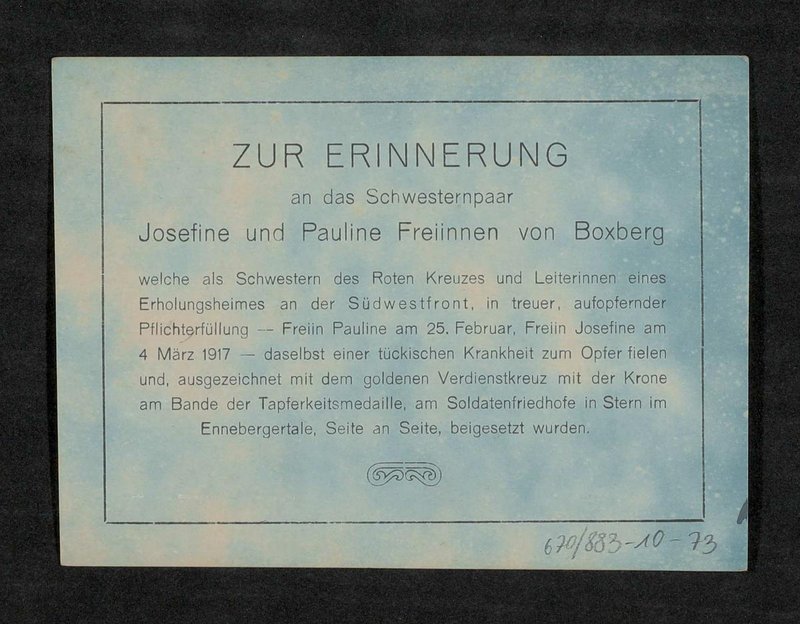 ZUR ERINNERUNG
an das Schwesternpaar
Josefine und Pauline Freiinnen von Boxberg
welche als Schwestern des Roten Kreuzes und Leiterinnen eines
Erholungsheimes an der Südwestfront, in treuer, aufopfernder
Pflichterfüllung — Freiin Pauline am 25. Februar, Freiin Josefine am
4 März 1917 — daselbst einer tückischen Krankheit zum Opfer fielen
und, ausgezeichnet mit dem goldenen Verdienstkreuz mit der Krone
am Bande der Tapferkeitsmedaille, am Soldatenfriedhofe in Stern im
Ennebergertale, Seite an Seite, beigesetzt wurden.
670/883-10-73